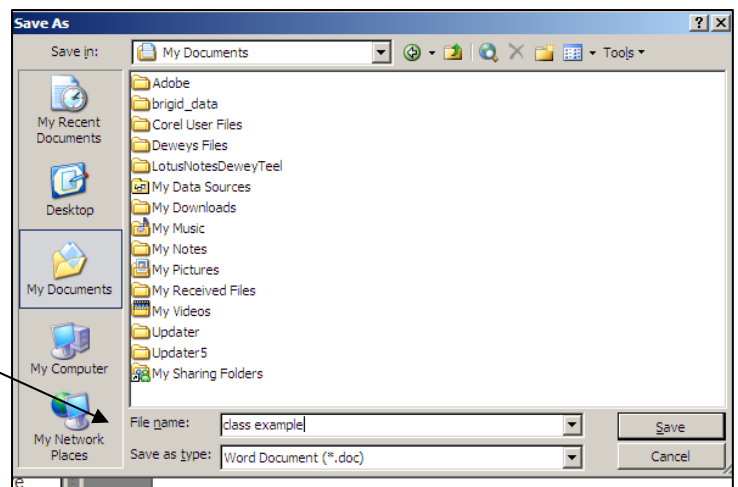 Save As
Save in:
My Documents
Tools
My Recent
Documents
Desktop
My Documents
My Computer
My Network
Places
Adobe
brigid_data
Corel User Files
Deweys Files
LotusNotesDeweyTeel
My Data Sources
My Downloads
My Music
My Notes
My Pictures
My Received Files
My Videos
Updater
Updater5
My Sharing Folders
File name:
class example
Save
Save as type:
Word Document (*.doc)
Cancel
e